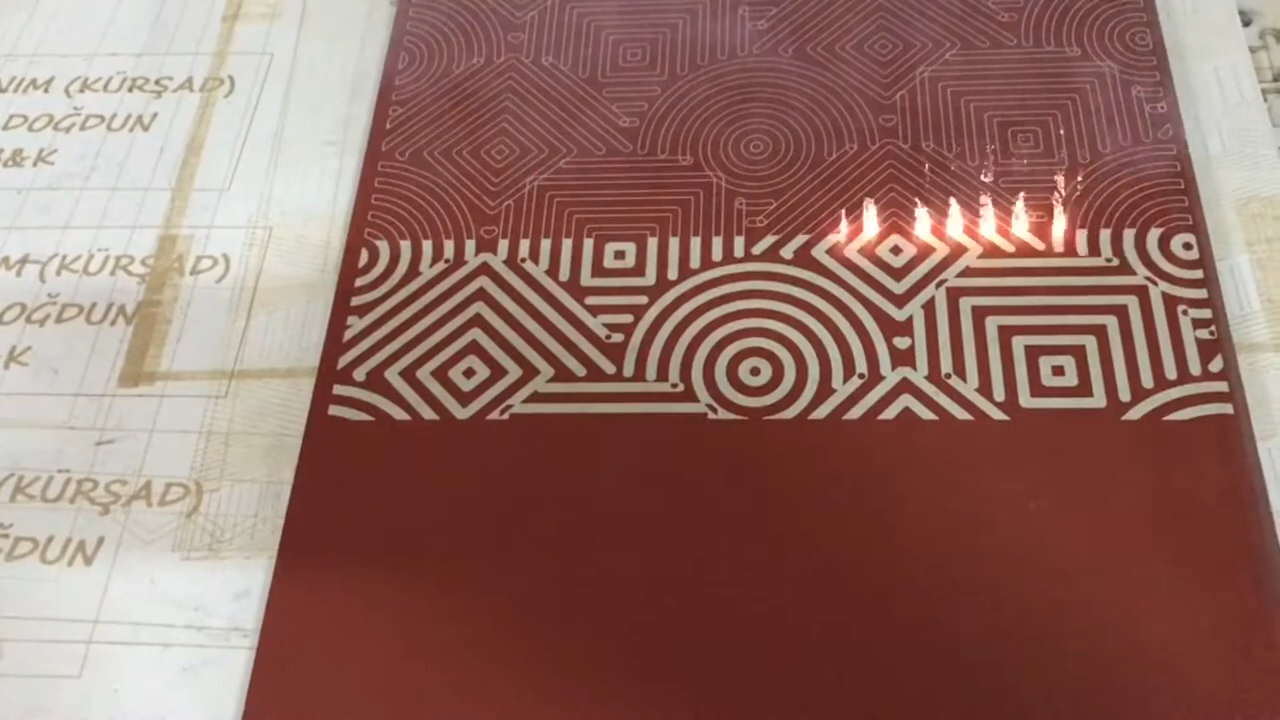 NIM (KÜRŞAD)
DOĞDUN
&K
M (KÜRŞAD)
OĞDUN
K
(KÜRŞAD)
ĞDUN